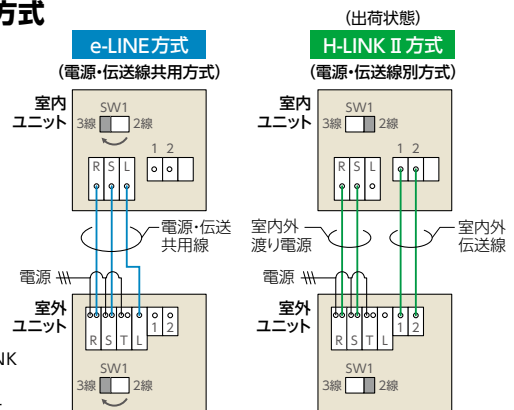 方式
e-LINE方式
(電源・伝送線共用方式)
室内
ユニット
SW1
3線 2線
1 2
R S L
電源・伝送
共用線
電源
室外
ユニット
R S T L 1 2
SW1
3線 2線
NK
(出荷状態)
H-LINK II 方式
(電源・伝送線別方式)
室内
ユニット
SW1
3線 2線
1 2
R S L
室内外
渡り電源
室内外
伝送線
電源
室外
ユニット
R S T L 1 2
SW1
3線 2線